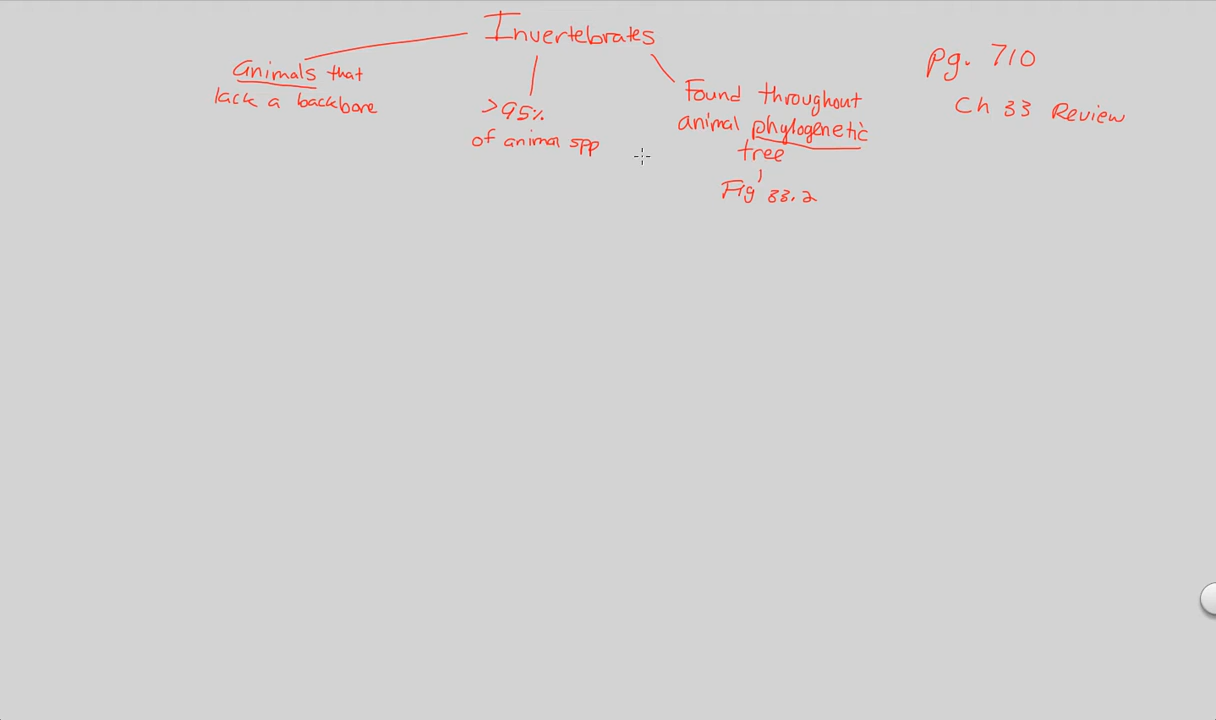 Invertebrates
animals that
lack a backbone
>95%
of animal spp
Found throughout
animal phylogenetic
tree
Fig 33.2
pg. 710
Ch 33 Review